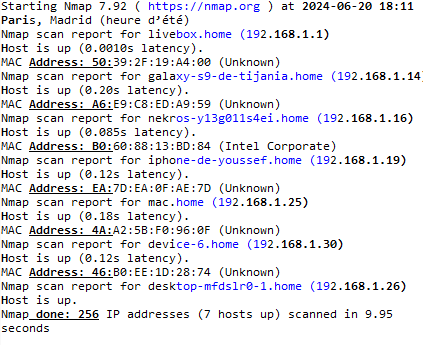 Starting Nmap 7.92 ( https://nmap.org ) at 2024-06-20 18:11
Paris, Madrid (heure d’été)
Nmap scan report for livebox.home (192.168.1.1)
Host is up (0.0010s latency).
MAC Address: 50:39:2F:19:A4:00 (Unknown)
Nmap scan report for galaxy-s9-de-tijania.home (192.168.1.14)
Host is up (0.20s latency).
MAC Address: A6:E9:C8:ED:A9:59 (Unknown)
Nmap scan report for nekros-y13g011s4ei.home (192.168.1.16)
Host is up (0.085s latency).
MAC Address: B0:60:88:13:BD:84 (Intel Corporate)
Nmap scan report for iphone-de-youssef.home (192.168.1.19)
Host is up (0.12s latency).
MAC Address: EA:7D:EA:0F:AE:7D (Unknown)
Nmap scan report for mac.home (192.168.1.25)
Host is up (0.18s latency).
MAC Address: 4A:A2:5B:F0:96:0F (Unknown)
Nmap scan report for device-6.home (192.168.1.30)
Host is up (0.12s latency).
MAC Address: 46:B0:EE:1D:28:74 (Unknown)
Nmap scan report for desktop-mfdslr0-1.home (192.168.1.26)
Host is up.
Nmap done: 256 IP addresses (7 hosts up) scanned in 9.95
seconds